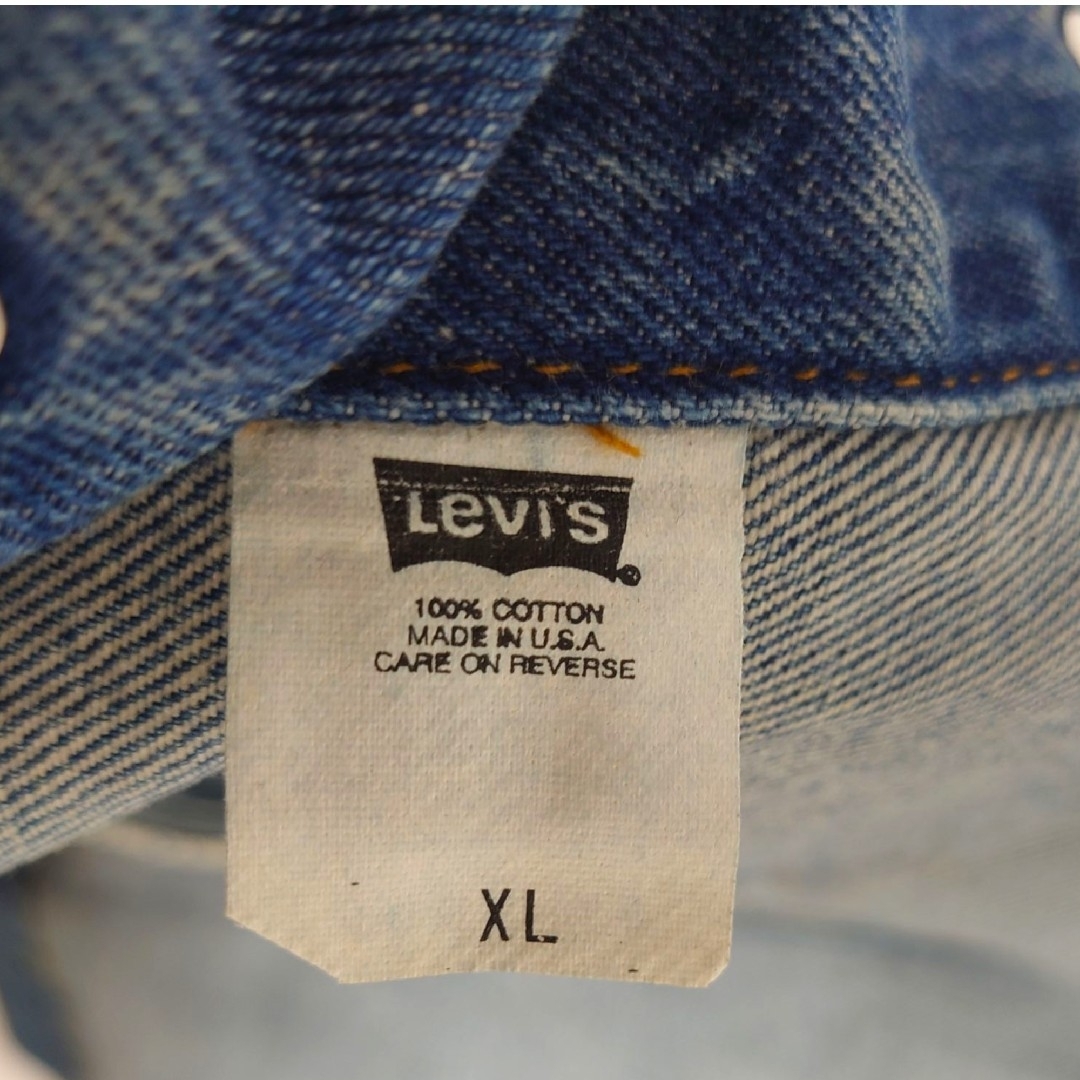 Levi's
100% COTTON
MADE IN U.S.A.
CARE ON REVERSE
XL